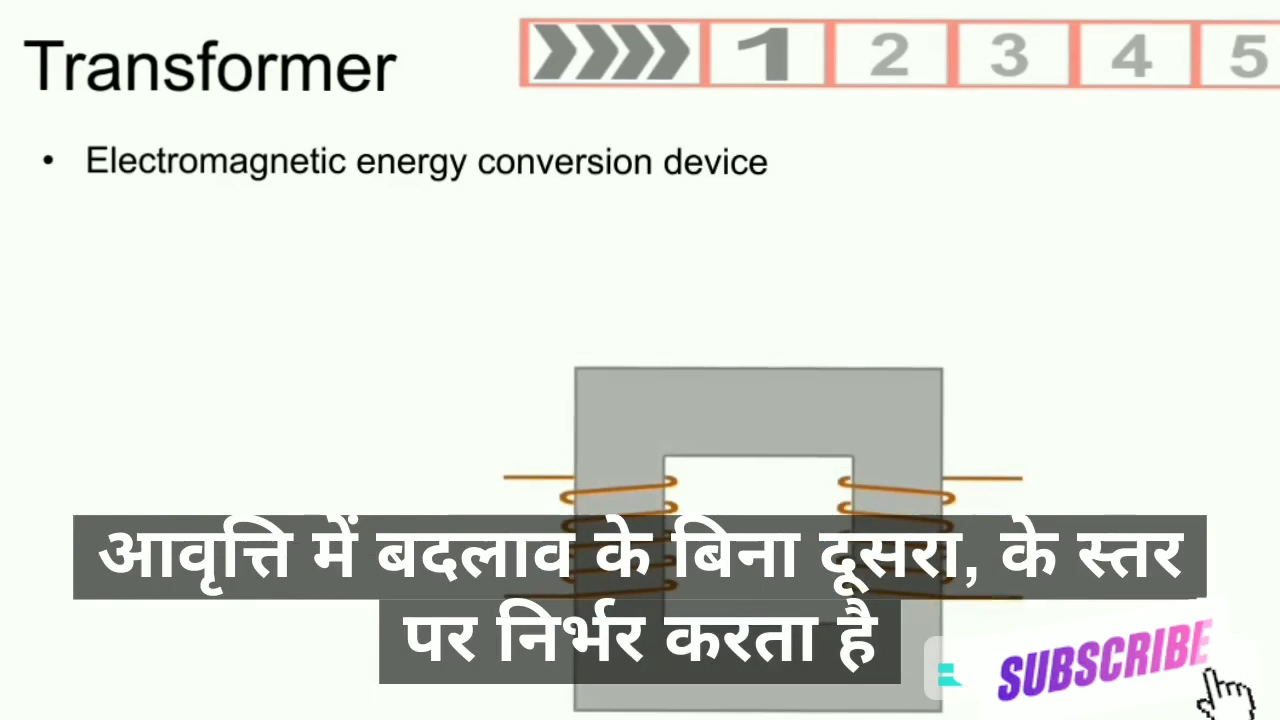 Transformer
1 2 3 4 5
• Electromagnetic energy conversion device
आवृत्ति में बदलाव के बिना दूसरा, के स्तर
पर निर्भर करता है
SUBSCRIBE